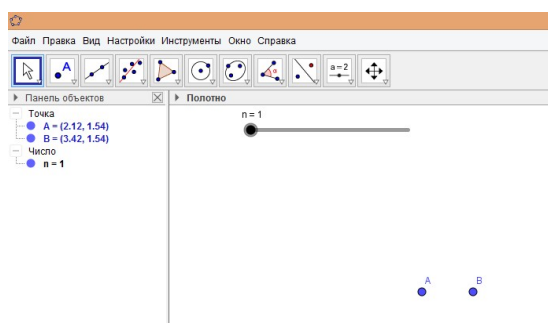 Файл Правка Вид Настройки Инструменты Окно Справка
A
α
a = 2
Панель объектов
Полотно
Точка
A = (2.12, 1.54)
B = (3.42, 1.54)
Число
n = 1
n = 1
A
B